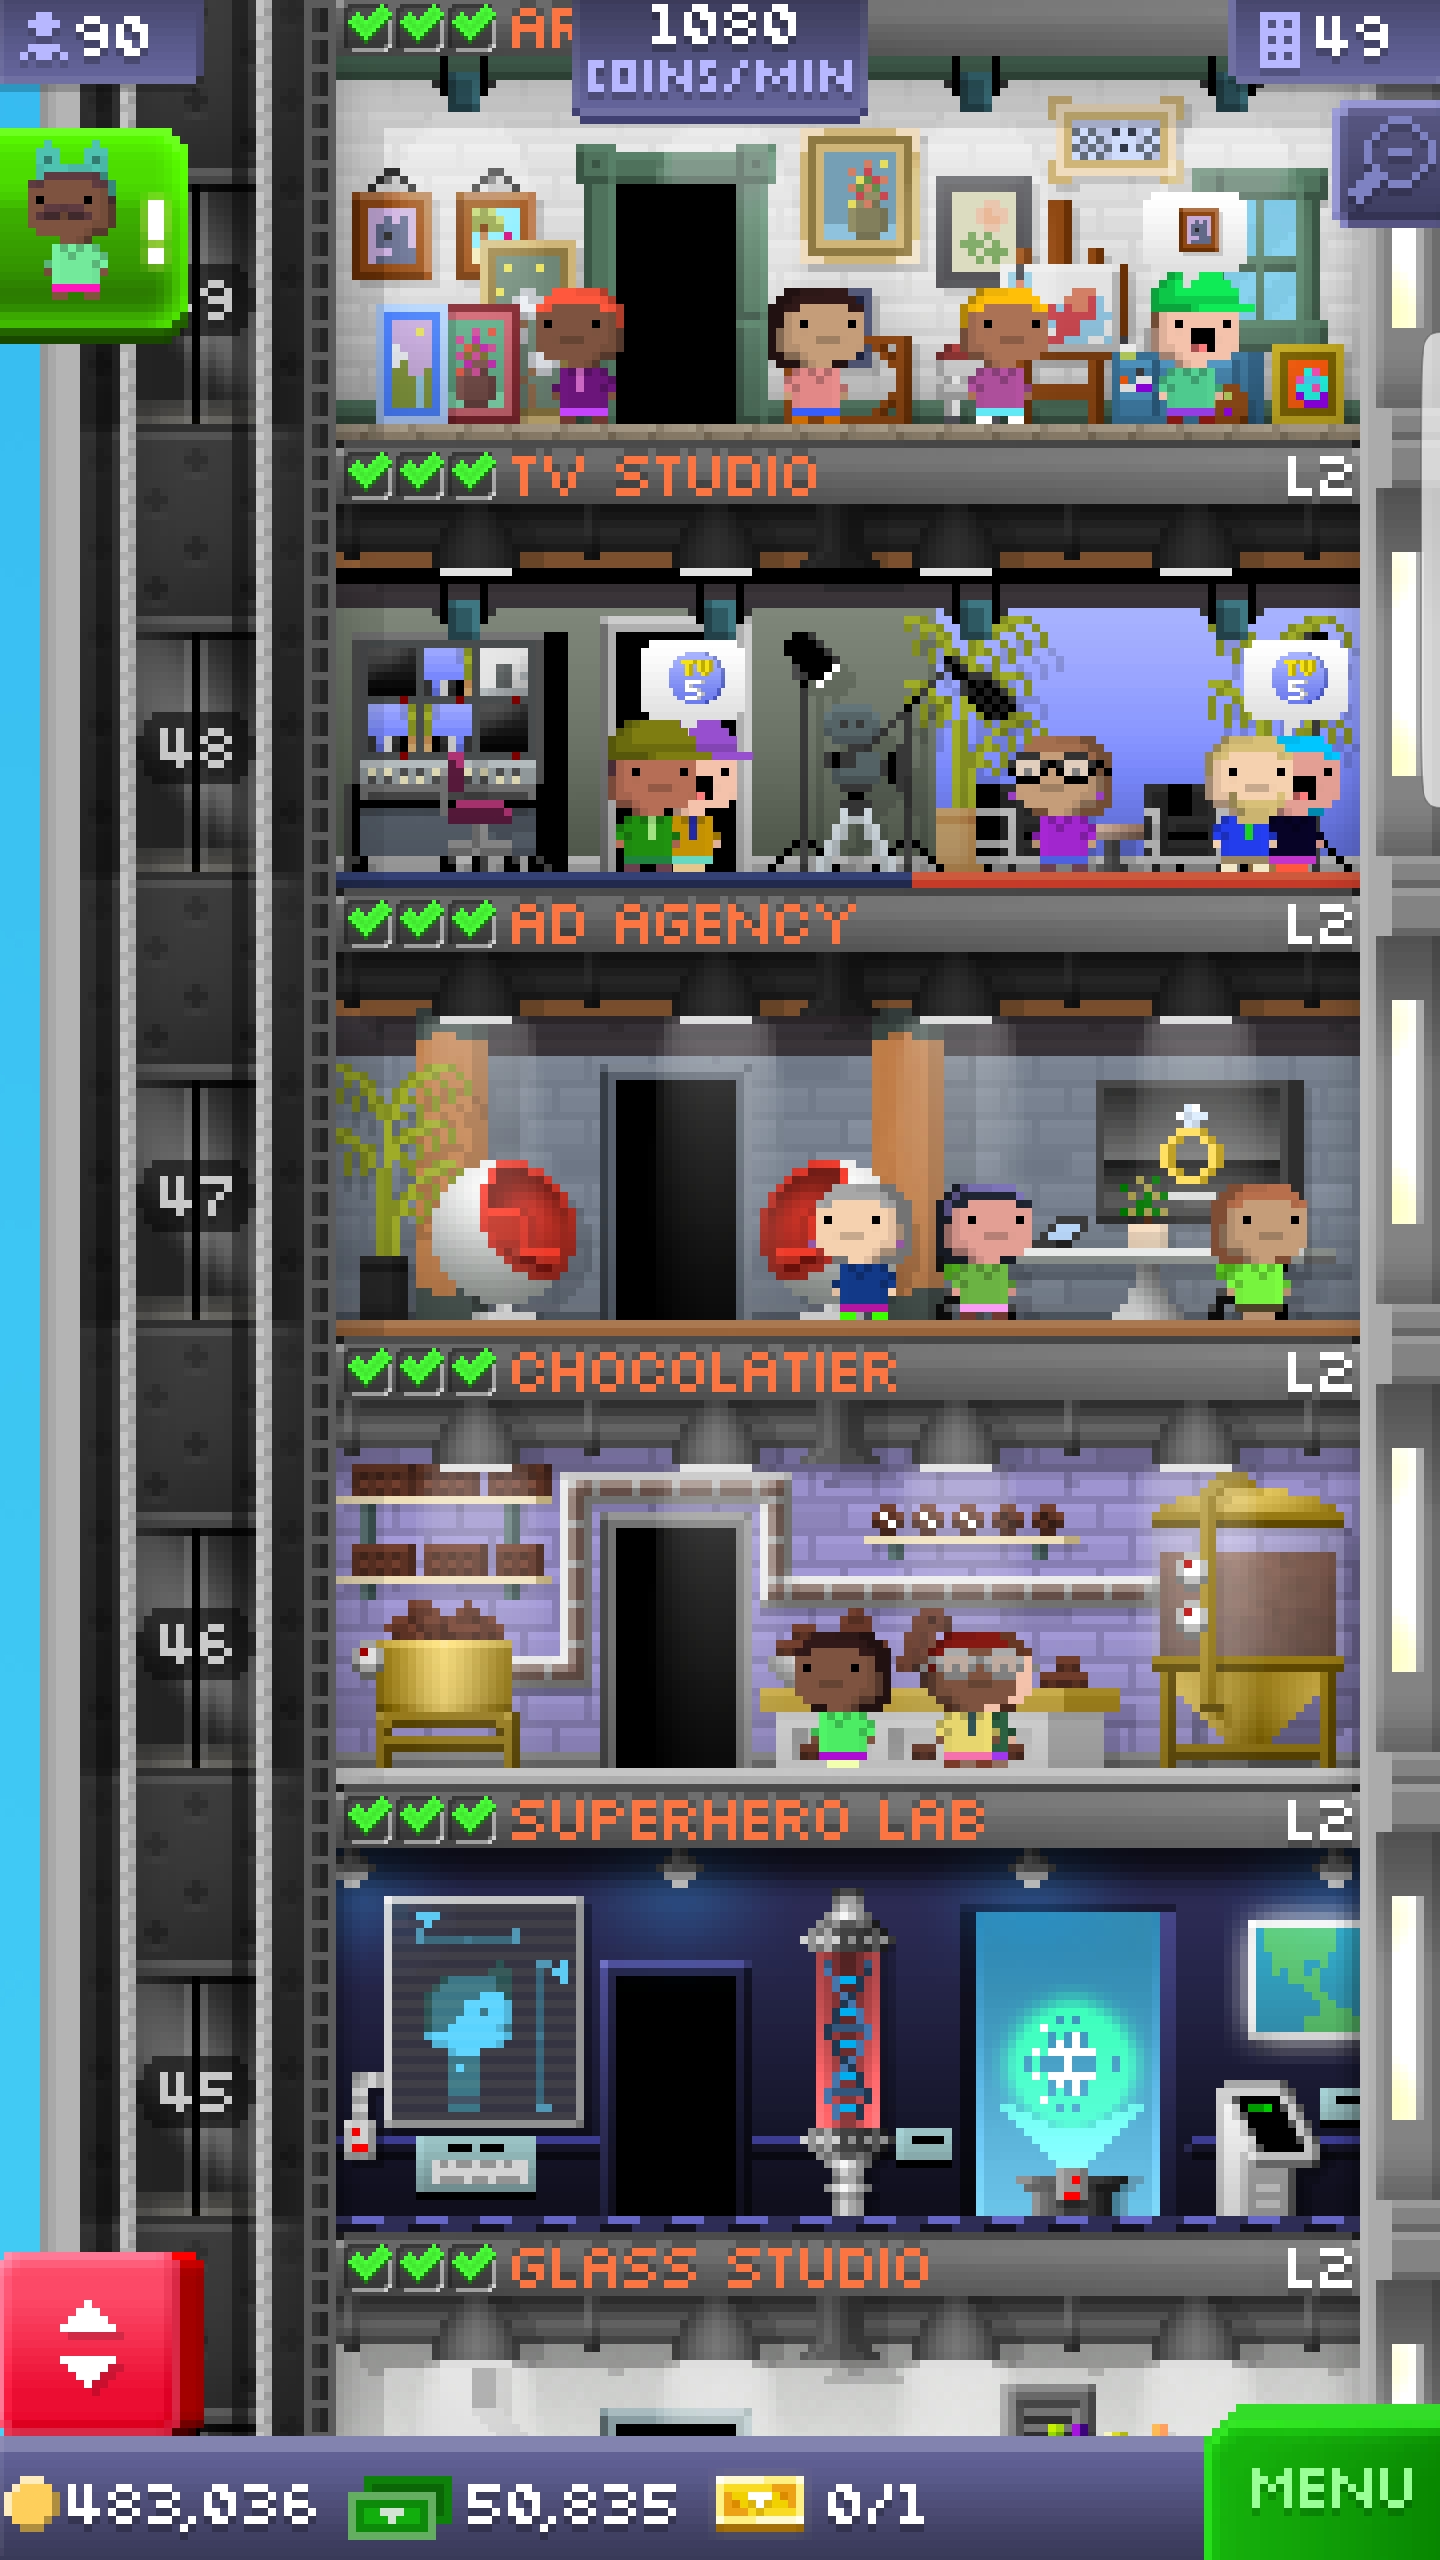 90
AR
1080
COINS/MIN
49
!
9
TV STUDIO L2
TV
5
TV
5
48
AD AGENCY L2
47
CHOCOLATIER L2
46
SUPERHERO LAB L2
45
GLASS STUDIO L2
483,036 50,835 0/1
MENU